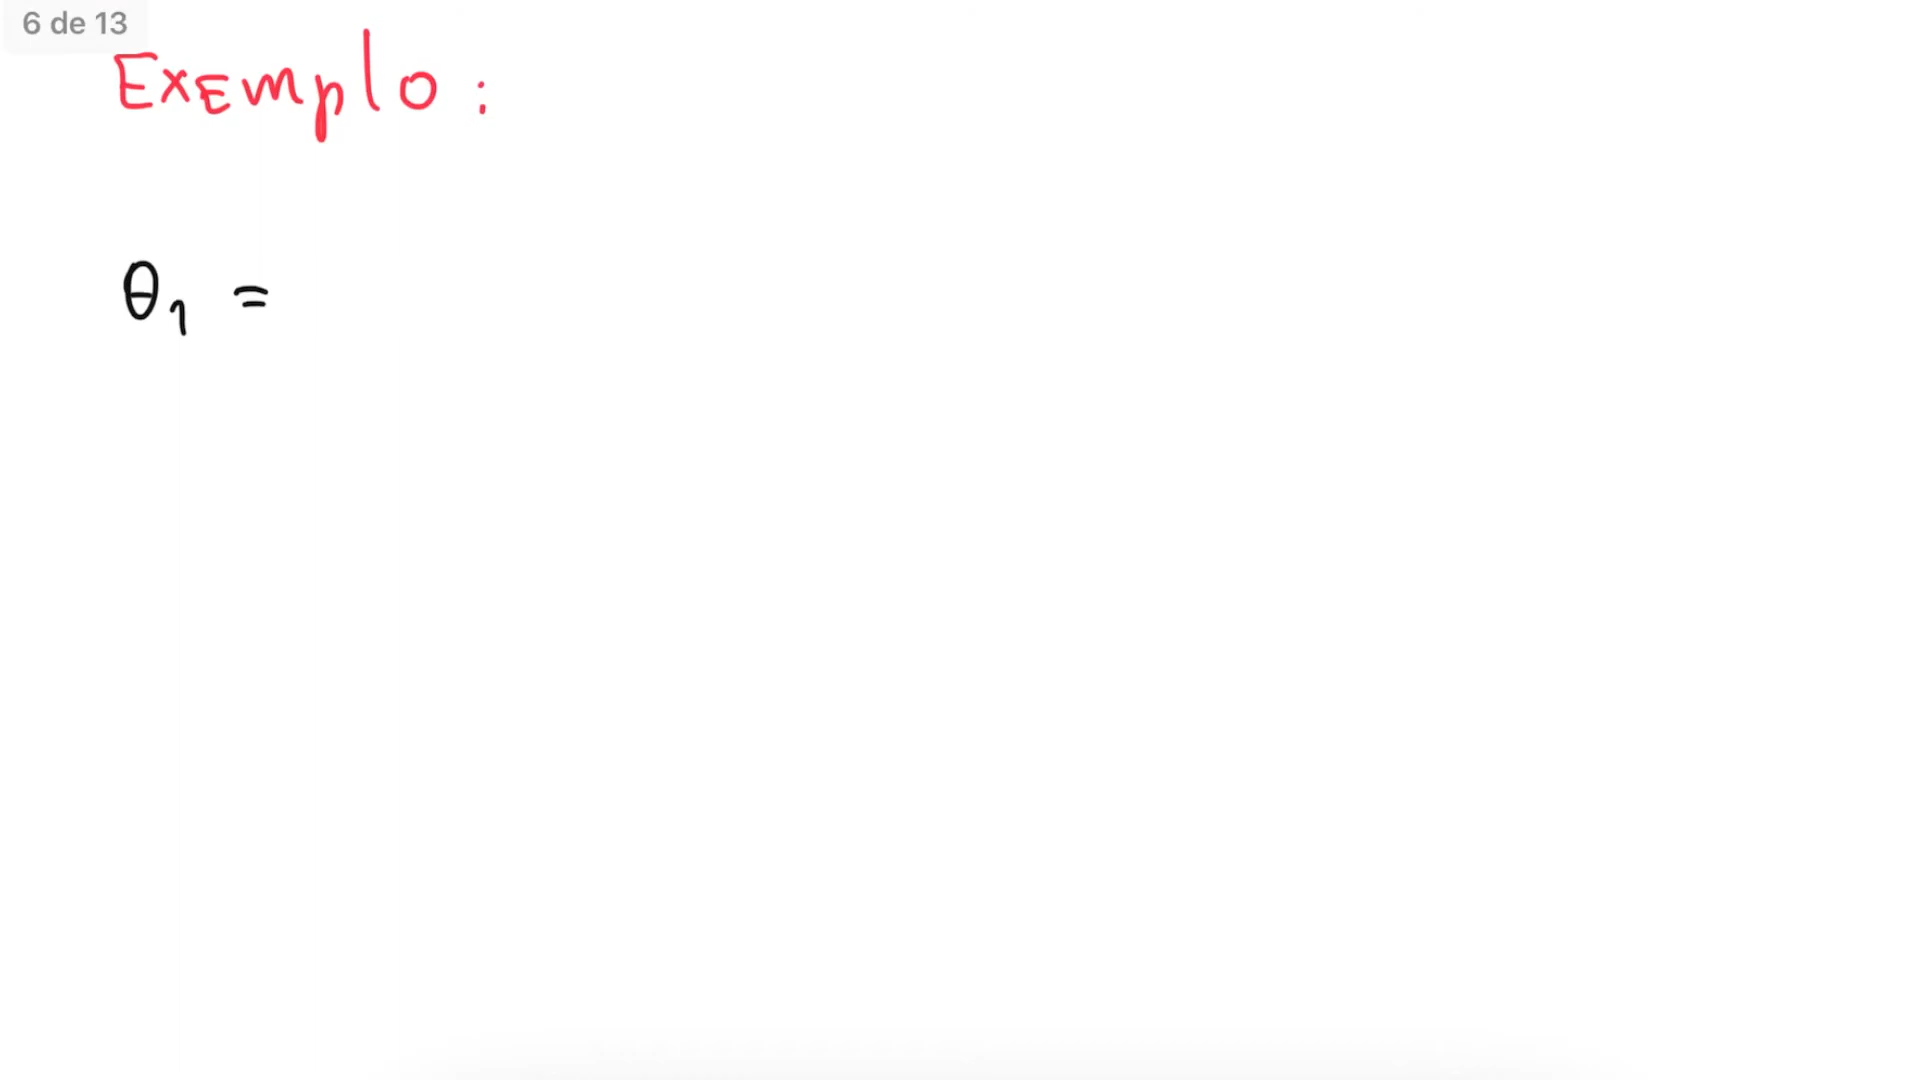 6 de 13
Exemplo:
θ₁ =